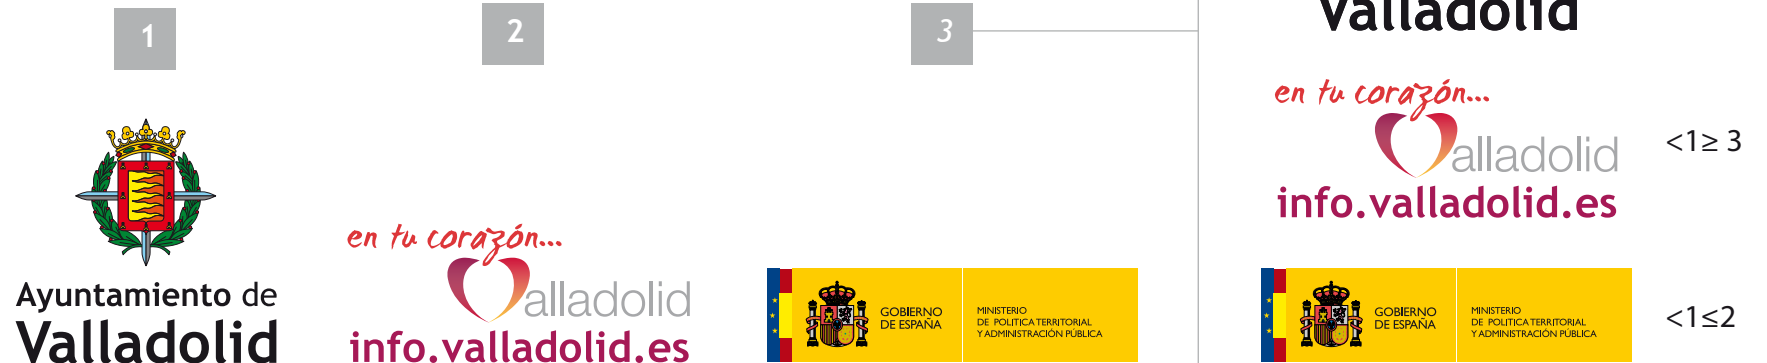 1
2
3
Ayuntamiento de
Valladolid
en tu corazón...
alladolid
info.valladolid.es
GOBIERNO
DE ESPAÑA
MINISTERIO
DE POLITICA TERRITORIAL
Y ADMINISTRACIÓN PÚBLICA
Valladolid
en tu corazón...
alladolid
info.valladolid.es
<1≥ 3
GOBIERNO
DE ESPAÑA
MINISTERIO
DE POLITICA TERRITORIAL
Y ADMINISTRACIÓN PÚBLICA
<1≤2